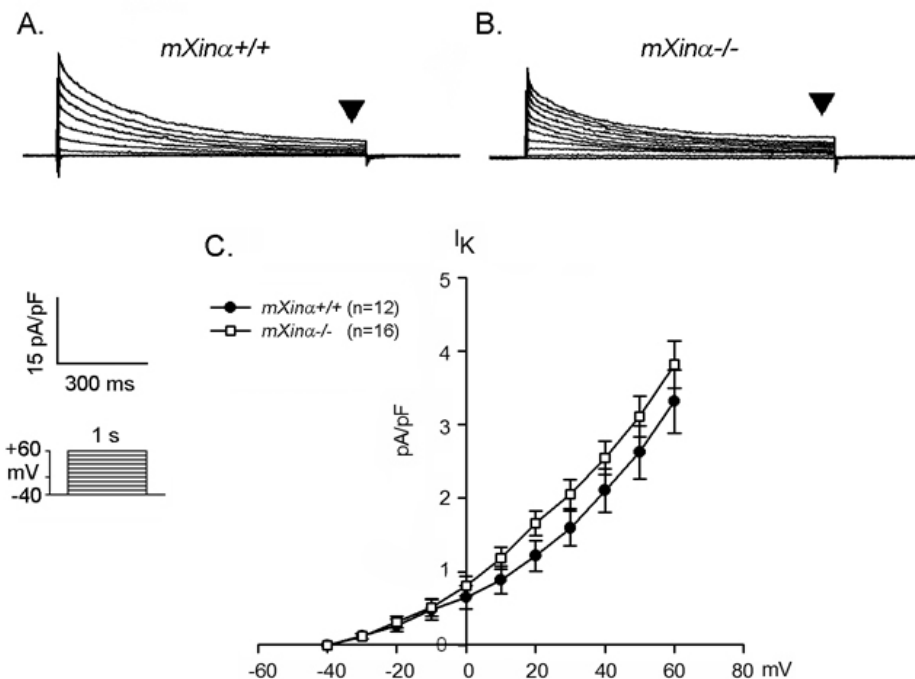 A.
mXinα+/+
B.
mXinα-/-
15 pA/pF
300 ms
1 s
+60
mV
-40
C.
IK
mXinα+/+ (n=12)
mXinα-/- (n=16)
pA/pF
5
4
3
2
1
0
-60
-40
-20
0
20
40
60
80
mV